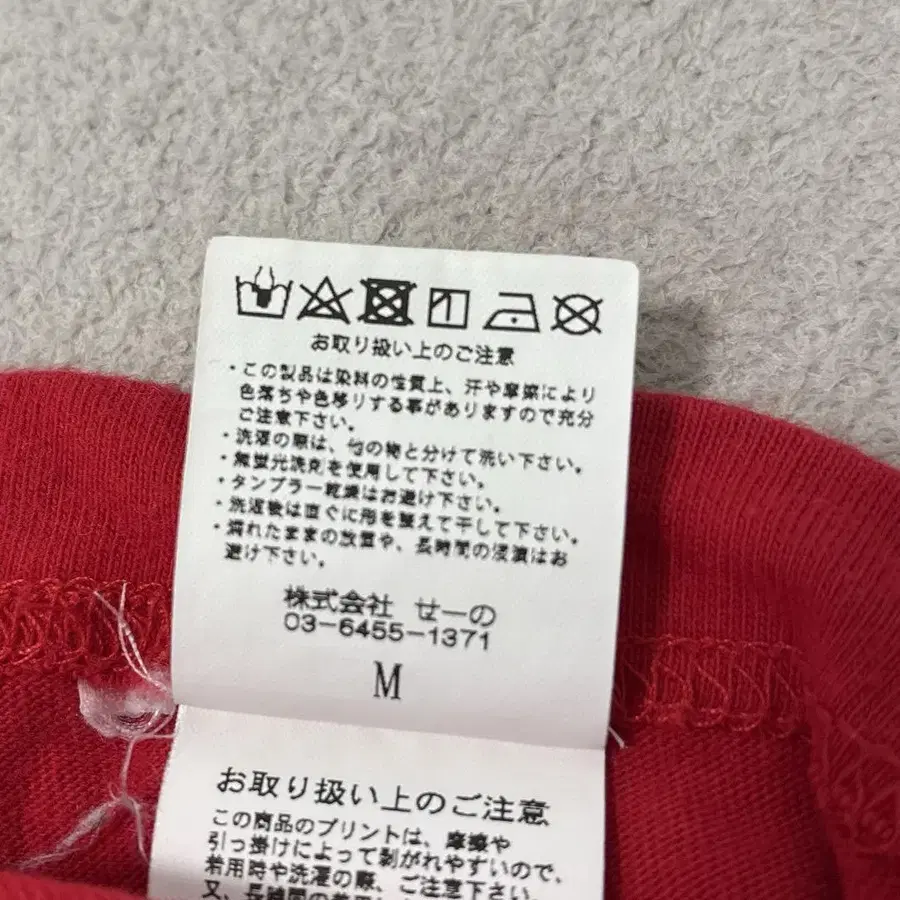 お取り扱い上のご注意
・この製品は染料の性質上、汗や摩擦により
色落ちや色移りする事がありますので充分
ご注意下さい。
・洗濯の際は、他の物と分けて洗い下さい。
・無蛍光洗剤を使用して下さい。
・タンブラー乾燥はお避け下さい。
・洗濯後は直ぐに形を整えて干して下さい。
・濡れたままの放置や、長時間の浸漬はお
避け下さい。
株式会社 せーの
03-6455-1371
M
お取り扱い上のご注意
この商品のプリントは、摩擦や
引っ掛けによって剥がれやすいので、
着用時や洗濯の際、ご注意下さい。
又、長時間の